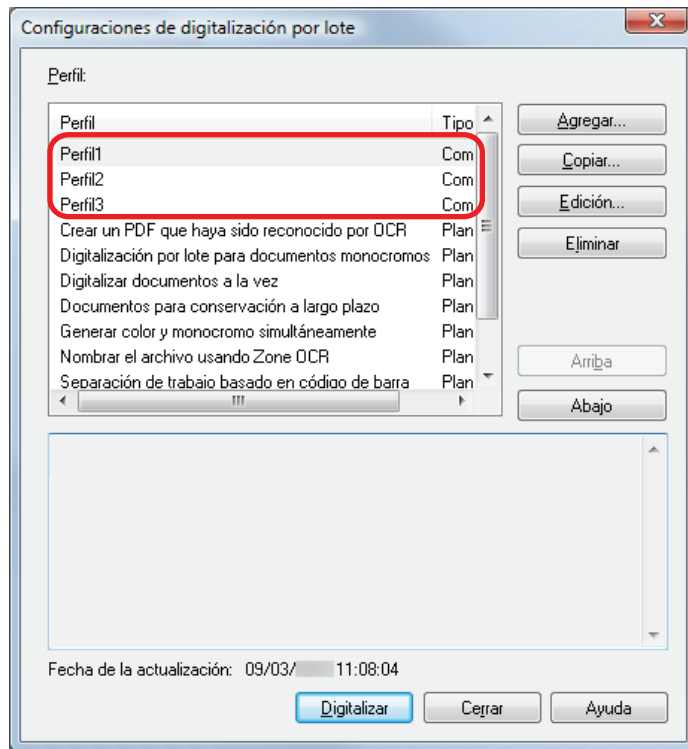 Configuraciones de digitalización por lote
Perfil:
Perfil Tipo
Agregar...
Perfil1 Com
Copiar...
Perfil2 Com
Perfil3 Com
Edición...
Crear un PDF que haya sido reconocido por OCR Plan
Eliminar
Digitalización por lote para documentos monocromos Plan
Digitalizar documentos a la vez Plan
Documentos para conservación a largo plazo Plan
Generar color y monocromo simultáneamente Plan
Nombrar el archivo usando Zone OCR Plan
Arriba
Separación de trabajo basado en código de barra Plan
Abajo
Fecha de la actualización: 09/03/ 11:08:04
Digitalizar Cerrar Ayuda